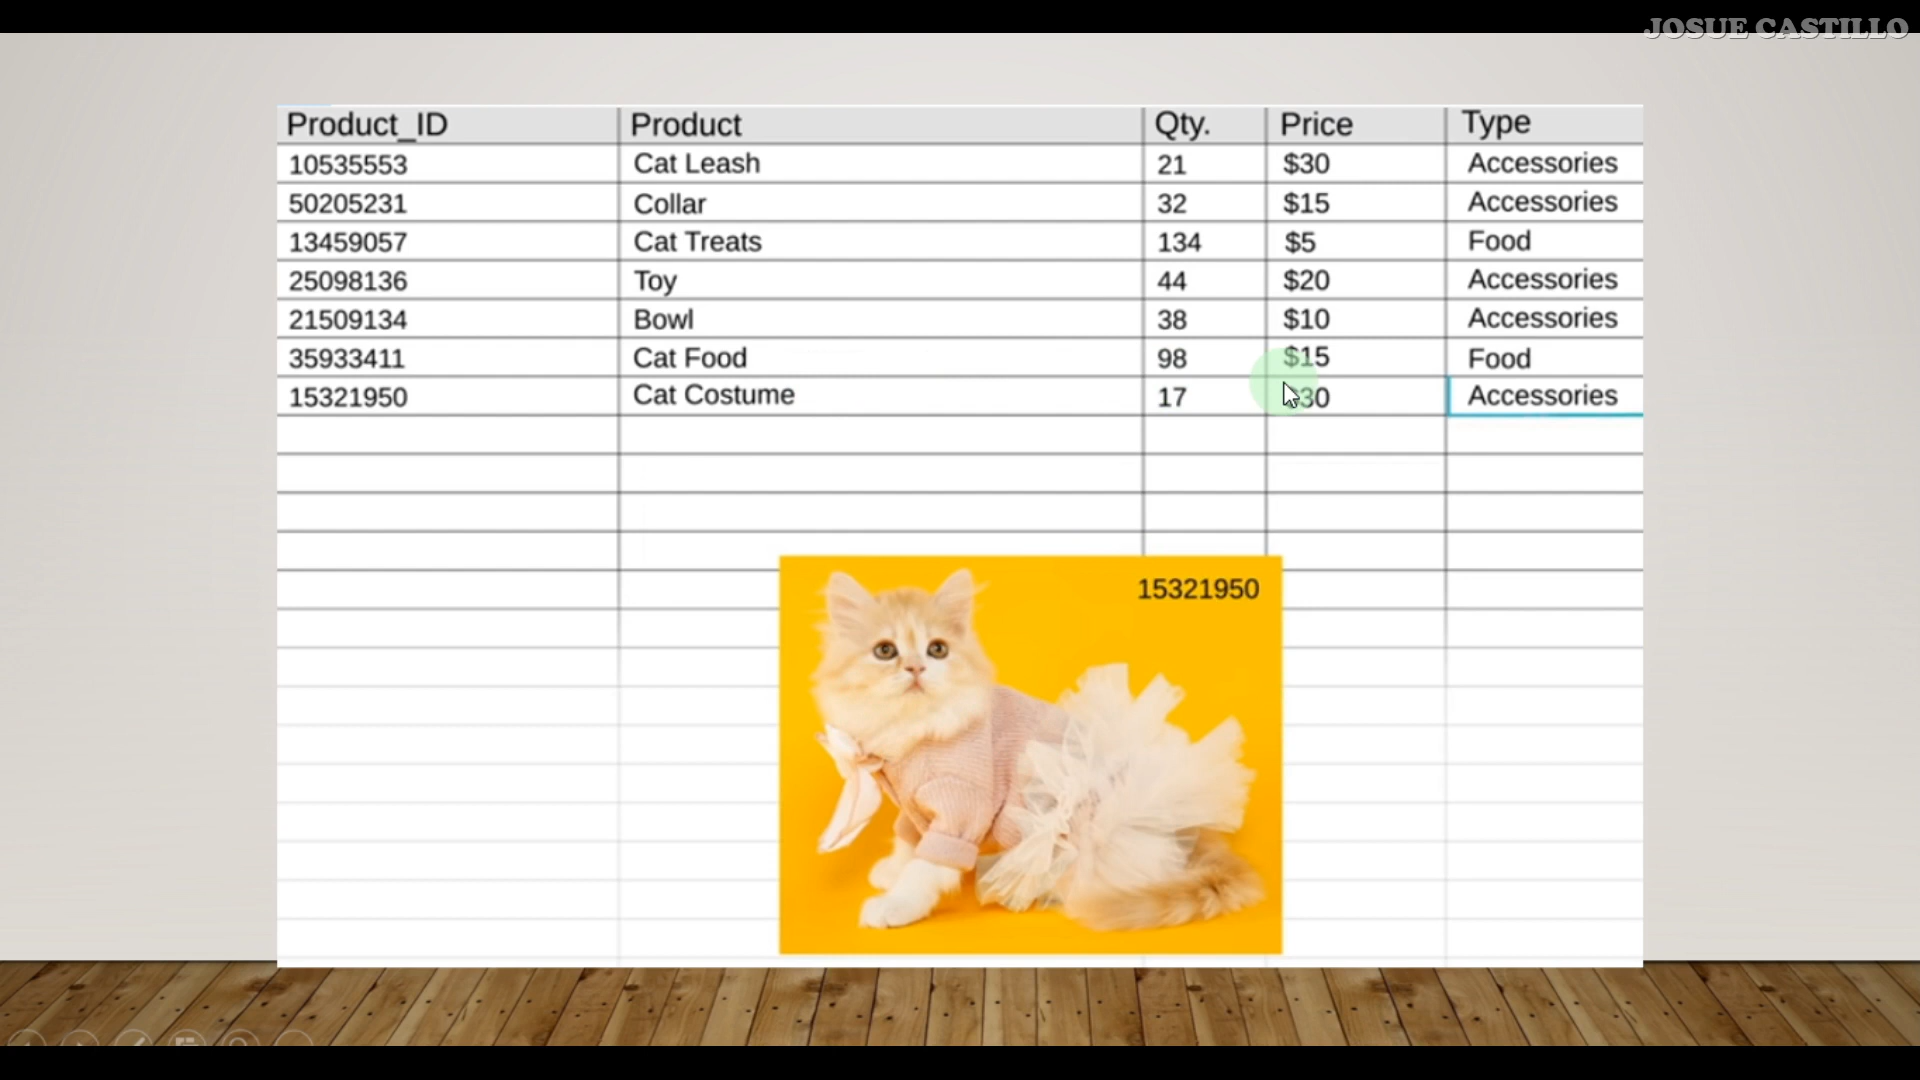 JOSUE CASTILLO
Product_ID Product Qty. Price Type
10535553 Cat Leash 21 $30 Accessories
50205231 Collar 32 $15 Accessories
13459057 Cat Treats 134 $5 Food
25098136 Toy 44 $20 Accessories
21509134 Bowl 38 $10 Accessories
35933411 Cat Food 98 $15 Food
15321950 Cat Costume 17 $30 Accessories
15321950